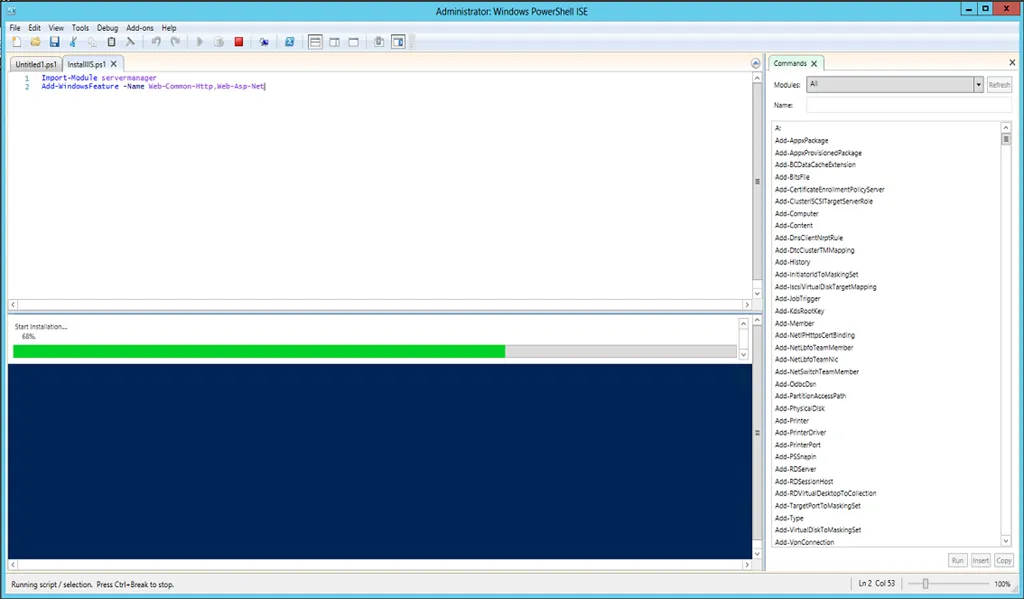 Administrator: Windows PowerShell ISE
File Edit View Tools Debug Add-ons Help
Untitled1.ps1 InstallIIS.ps1 X
1 Import-Module servermanager
2 Add-WindowsFeature -Name Web-Common-Http,Web-Asp-Net
Start Installation...
68%.
Commands X
Modules: All Refresh
Name:
A:
Add-AppxPackage
Add-AppxProvisionedPackage
Add-BCDataCacheExtension
Add-BitsFile
Add-CertificateEnrollmentPolicyServer
Add-ClusteriSCSITargetServerRole
Add-Computer
Add-Content
Add-DnsClientNrptRule
Add-DtcClusterTMMapping
Add-History
Add-InitiatorIdToMaskingSet
Add-IscsiVirtualDiskTargetMapping
Add-JobTrigger
Add-KdsRootKey
Add-Member
Add-NetIPHttpsCertBinding
Add-NetLbfoTeamMember
Add-NetLbfoTeamNic
Add-NetSwitchTeamMember
Add-OdbcDsn
Add-PartitionAccessPath
Add-PhysicalDisk
Add-Printer
Add-PrinterDriver
Add-PrinterPort
Add-PSSnapin
Add-RDServer
Add-RDSessionHost
Add-RDVirtualDesktopToCollection
Add-TargetPortToMaskingSet
Add-Type
Add-VirtualDiskToMaskingSet
Add-VpnConnection
Run Insert Copy
Running script / selection. Press Ctrl+Break to stop.
Ln 2 Col 53 100%